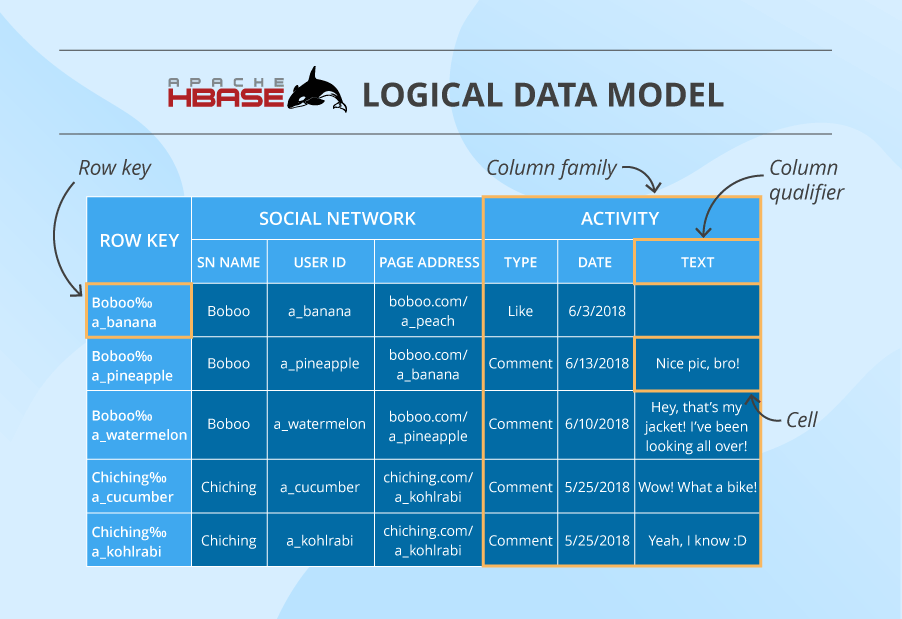 APACHE
HBASE
LOGICAL DATA MODEL
Row key
Column family
Column
qualifier
ROW KEY
SOCIAL NETWORK
ACTIVITY
SN NAME
USER ID
PAGE ADDRESS
TYPE
DATE
TEXT
Boboo‰
a_banana
Boboo
a_banana
boboo.com/
a_peach
Like
6/3/2018
Boboo‰
a_pineapple
Boboo
a_pineapple
boboo.com/
a_banana
Comment
6/13/2018
Nice pic, bro!
Boboo‰
a_watermelon
Boboo
a_watermelon
boboo.com/
a_pineapple
Comment
6/10/2018
Hey, that’s my
jacket! I’ve been
looking all over!
Cell
Chiching‰
a_cucumber
Chiching
a_cucumber
chiching.com/
a_kohlrabi
Comment
5/25/2018
Wow! What a bike!
Chiching‰
a_kohlrabi
Chiching
a_kohlrabi
chiching.com/
a_kohlrabi
Comment
5/25/2018
Yeah, I know :D